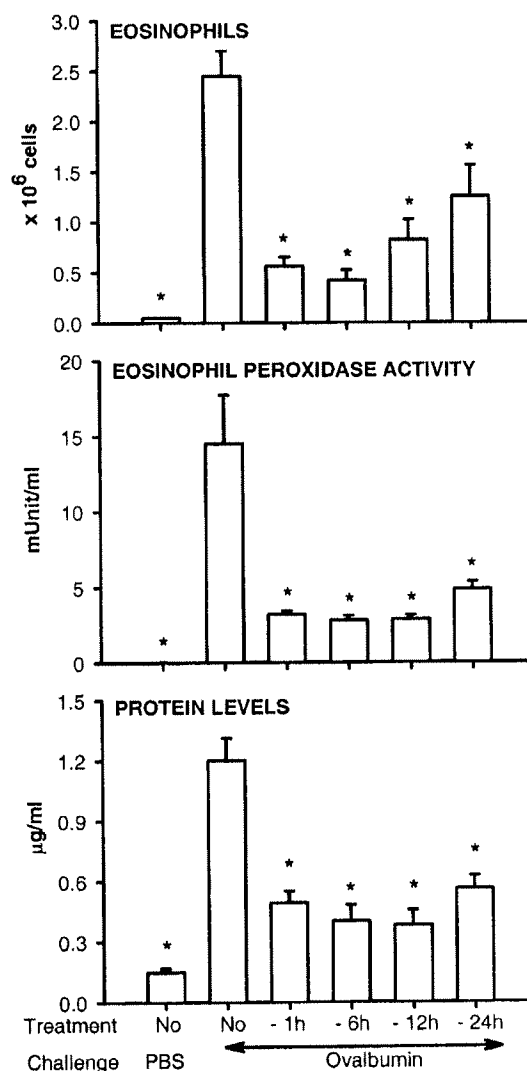 EOSINOPHILS
3.0
2.5
2.0
1.5
1.0
0.5
0.0
x 10⁶ cells
* * * * *
EOSINOPHIL PEROXIDASE ACTIVITY
20
15
10
5
0
mUnit/ml
* * * * *
PROTEIN LEVELS
1.5
1.2
0.9
0.6
0.3
0.0
µg/ml
* * * * *
Treatment No No - 1h - 6h - 12h - 24h
Challenge PBS Ovalbumin